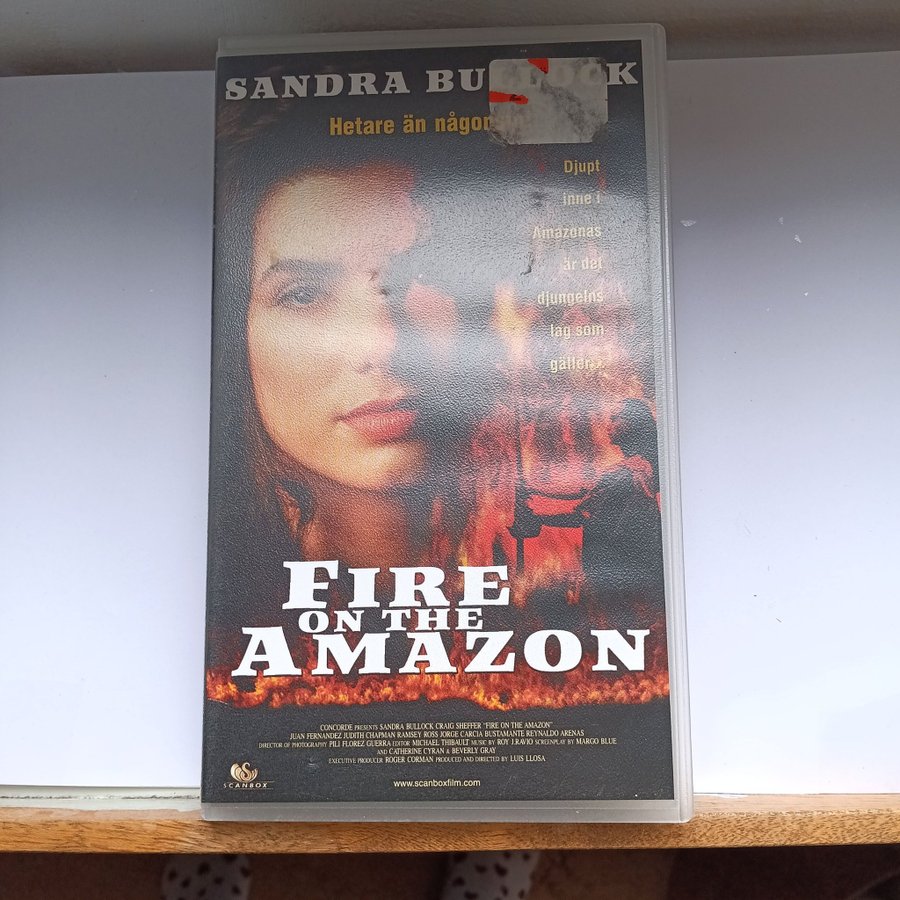 SANDRA BULLOCK
Hetare än någon
Djupt
inne i
Amazonas
är det
djungelns
lag som
gäller.
FIRE
ON THE
AMAZON
CONCORDE PRESENTS SANDRA BULLOCK CRAIG SHEFFER "FIRE ON THE AMAZON"
JUAN FERNANDEZ JUDITH CHAPMAN RAMSEY ROSS JORGE CARCIA BUSTAMANTE REYNALDO ARENAS
DIRECTOR OF PHOTOGRAPHY PILI FLOREZ GUERRA EDITOR MICHAEL THIBAULT MUSIC BY ROY J.RAVIO SCREENPLAY BY MARGO BLUE
AND CATHERINE CYRAN & BEVERLY GRAY
EXECUTIVE PRODUCER ROGER CORMAN PRODUCED AND DIRECTED BY LUIS LLOSA
SCANBOX
www.scanboxfilm.com